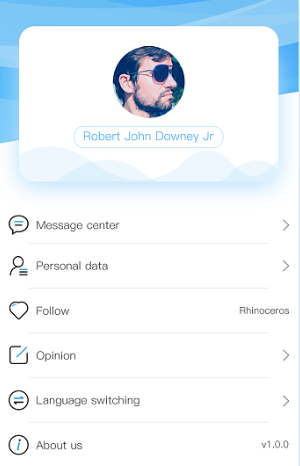 Robert John Downey Jr
Message center
Personal data
Follow Rhinoceros
Opinion
Language switching
About us v1.0.0